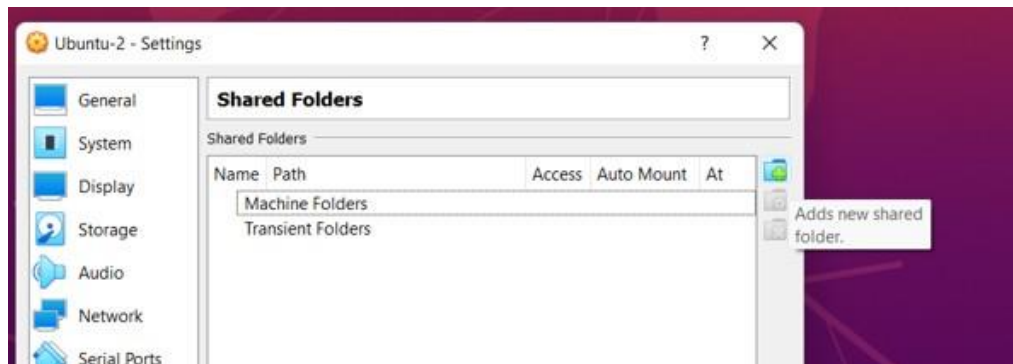 Ubuntu-2 - Settings ?
General
System
Display
Storage
Audio
Network
Serial Ports
Shared Folders
Shared Folders
Name Path Access Auto Mount At
Machine Folders
Transient Folders
Adds new shared
folder.